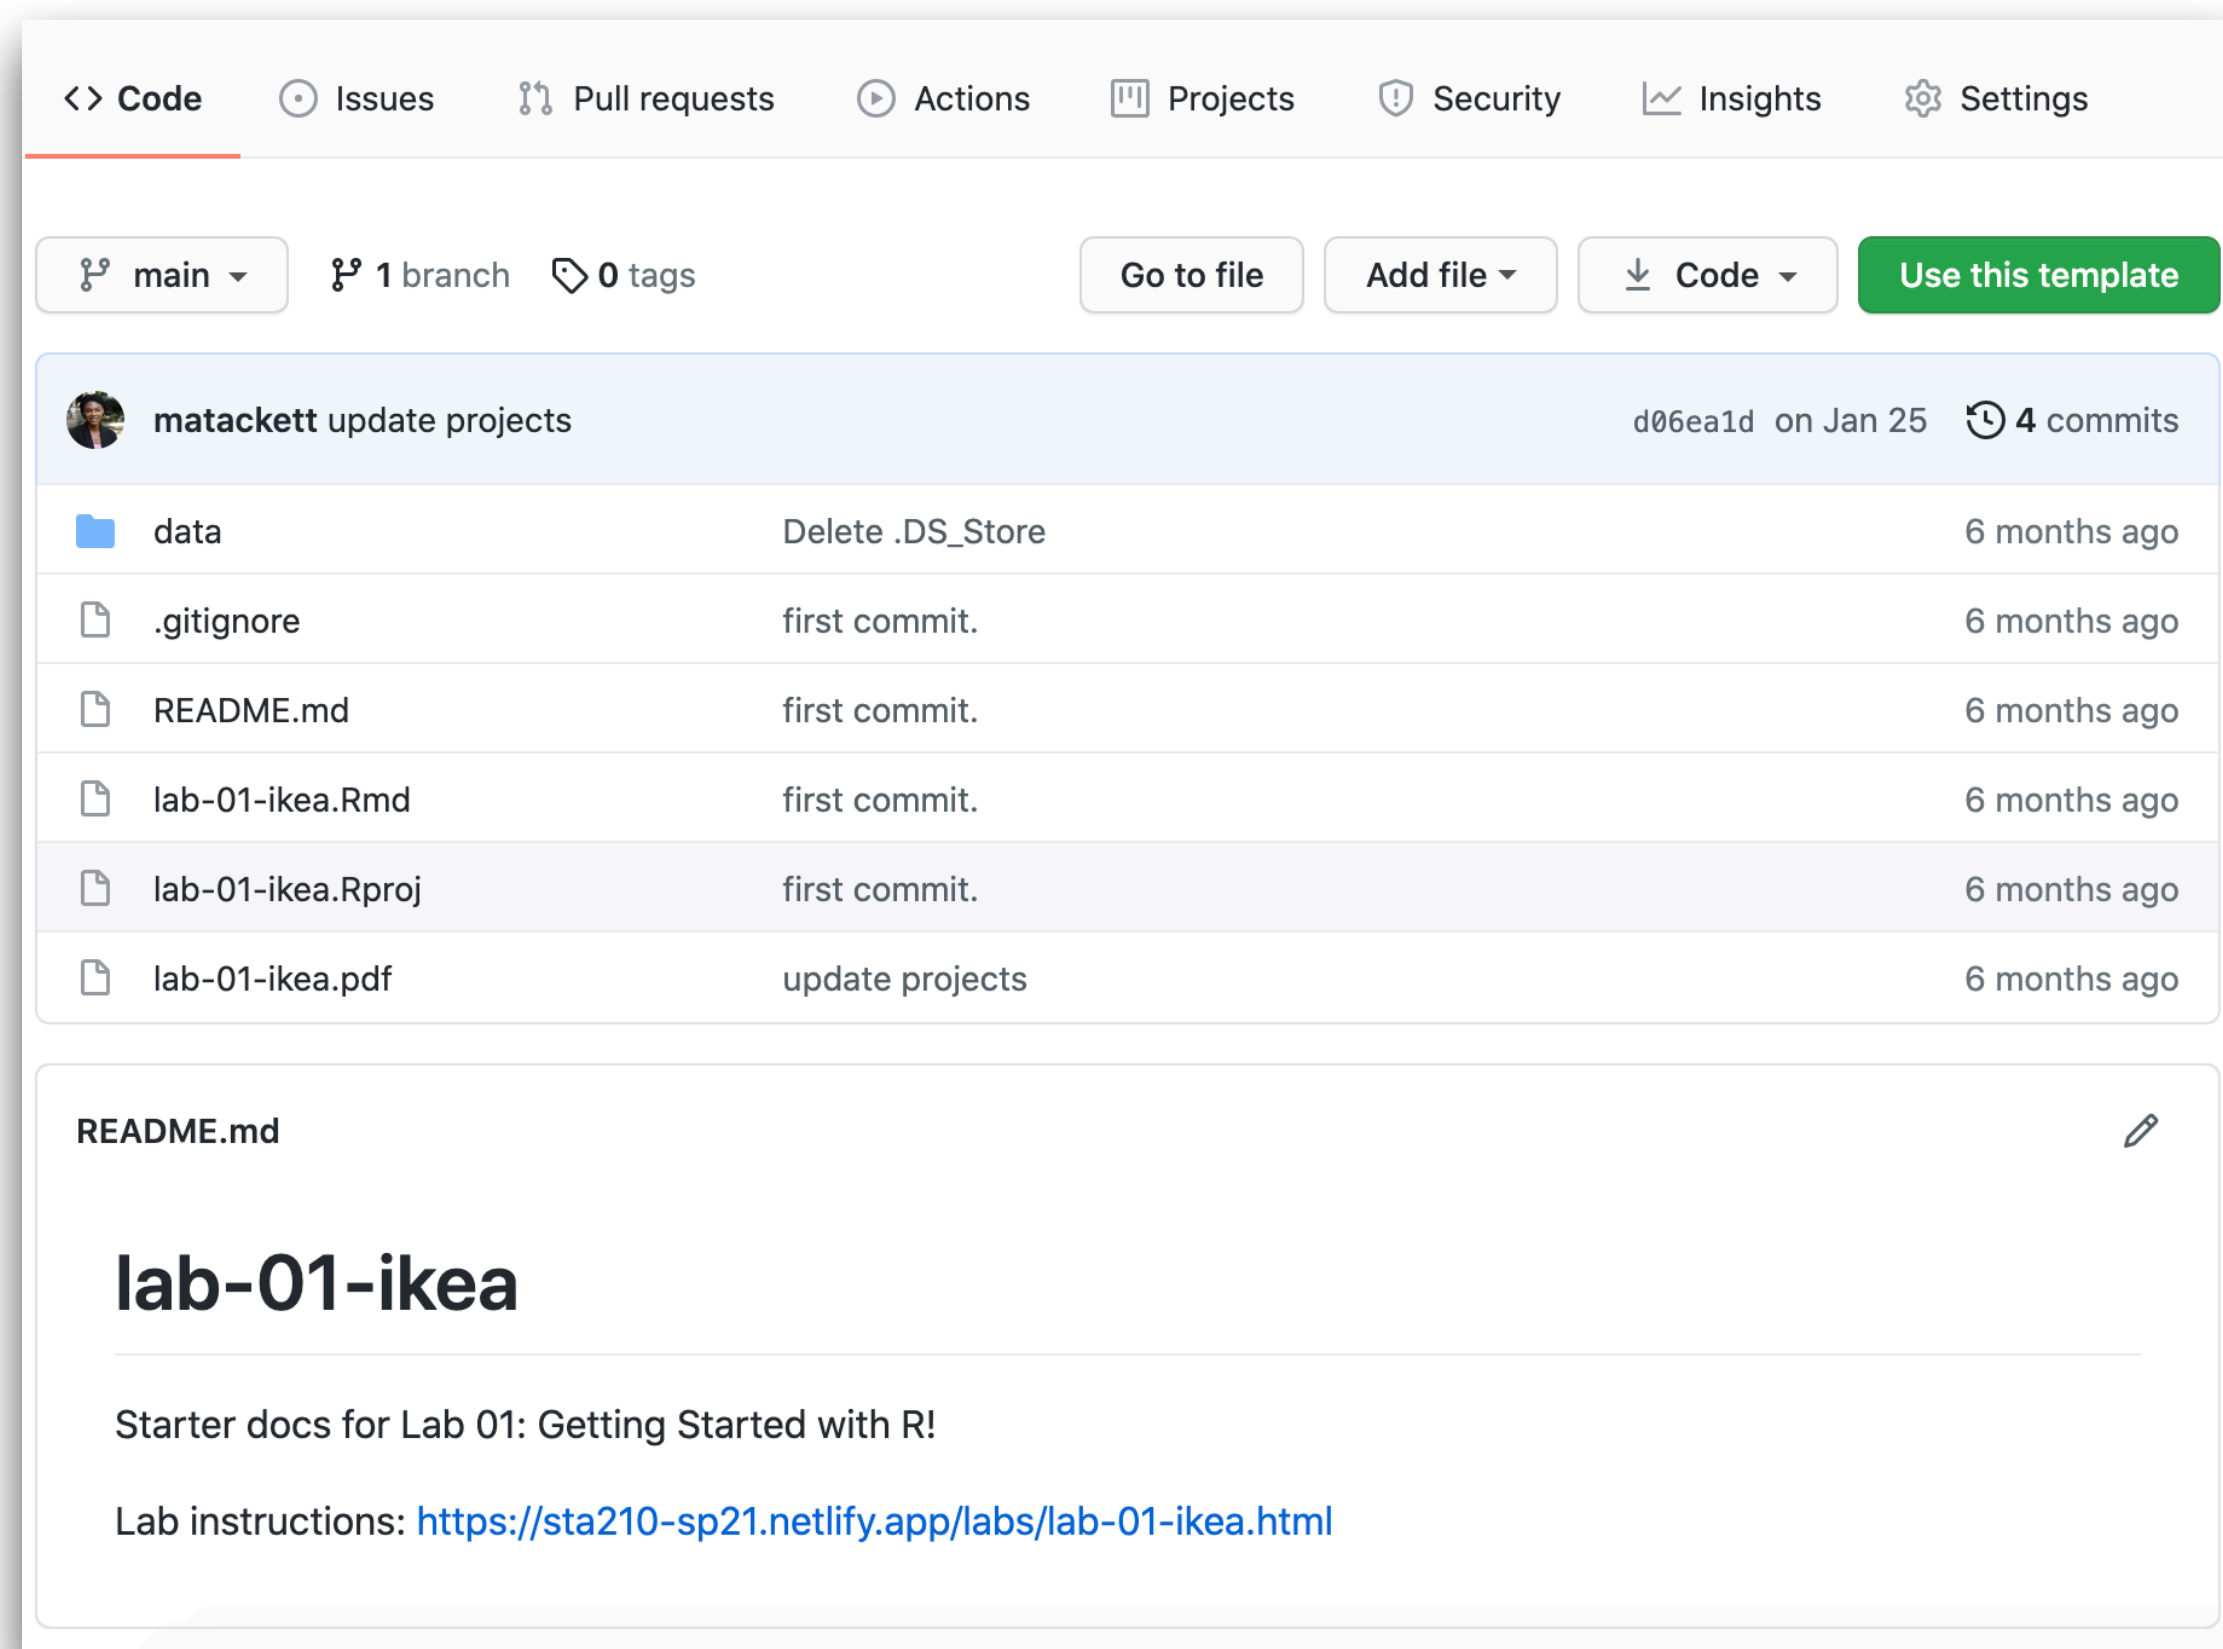 Code Issues Pull requests Actions Projects Security Insights Settings
main 1 branch 0 tags Go to file Add file Code Use this template
matackett update projects d06ea1d on Jan 25 4 commits
data Delete .DS_Store 6 months ago
.gitignore first commit. 6 months ago
README.md first commit. 6 months ago
lab-01-ikea.Rmd first commit. 6 months ago
lab-01-ikea.Rproj first commit. 6 months ago
lab-01-ikea.pdf update projects 6 months ago
README.md
lab-01-ikea
Starter docs for Lab 01: Getting Started with R!
Lab instructions: https://sta210-sp21.netlify.app/labs/lab-01-ikea.html